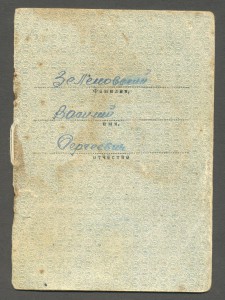 Зеленовский
Фамилия,
Василий
имя,
Сергеевич
отчество